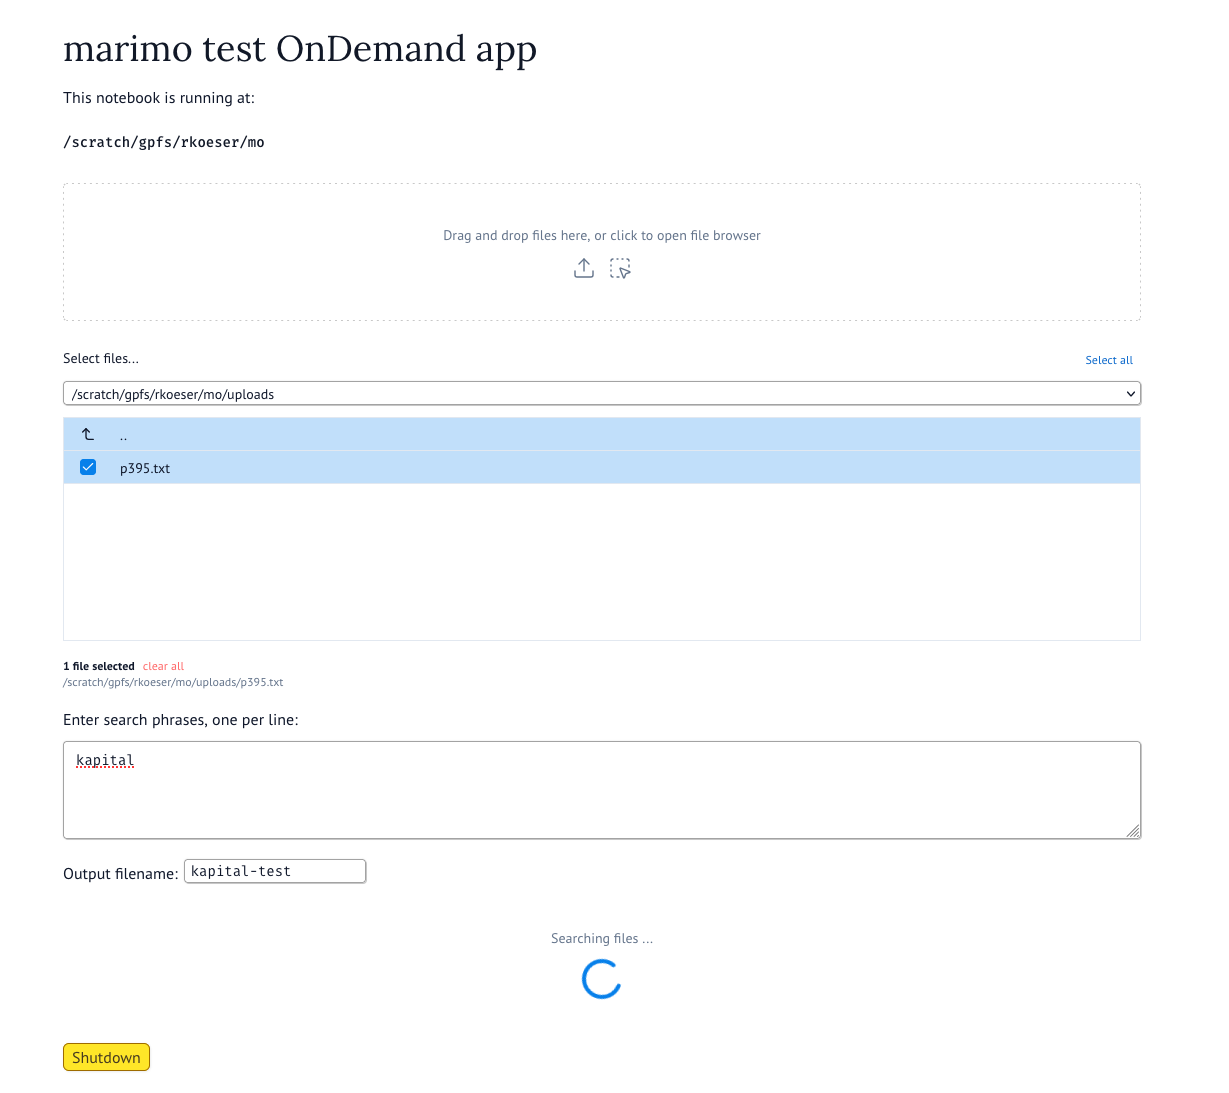 marimo test OnDemand app
This notebook is running at:
/scratch/gpfs/rkoeser/mo
Drag and drop files here, or click to open file browser
Select files...
Select all
/scratch/gpfs/rkoeser/mo/uploads
..
p395.txt
1 file selected clear all
/scratch/gpfs/rkoeser/mo/uploads/p395.txt
Enter search phrases, one per line:
kapital
Output filename: kapital-test
Searching files ...
Shutdown